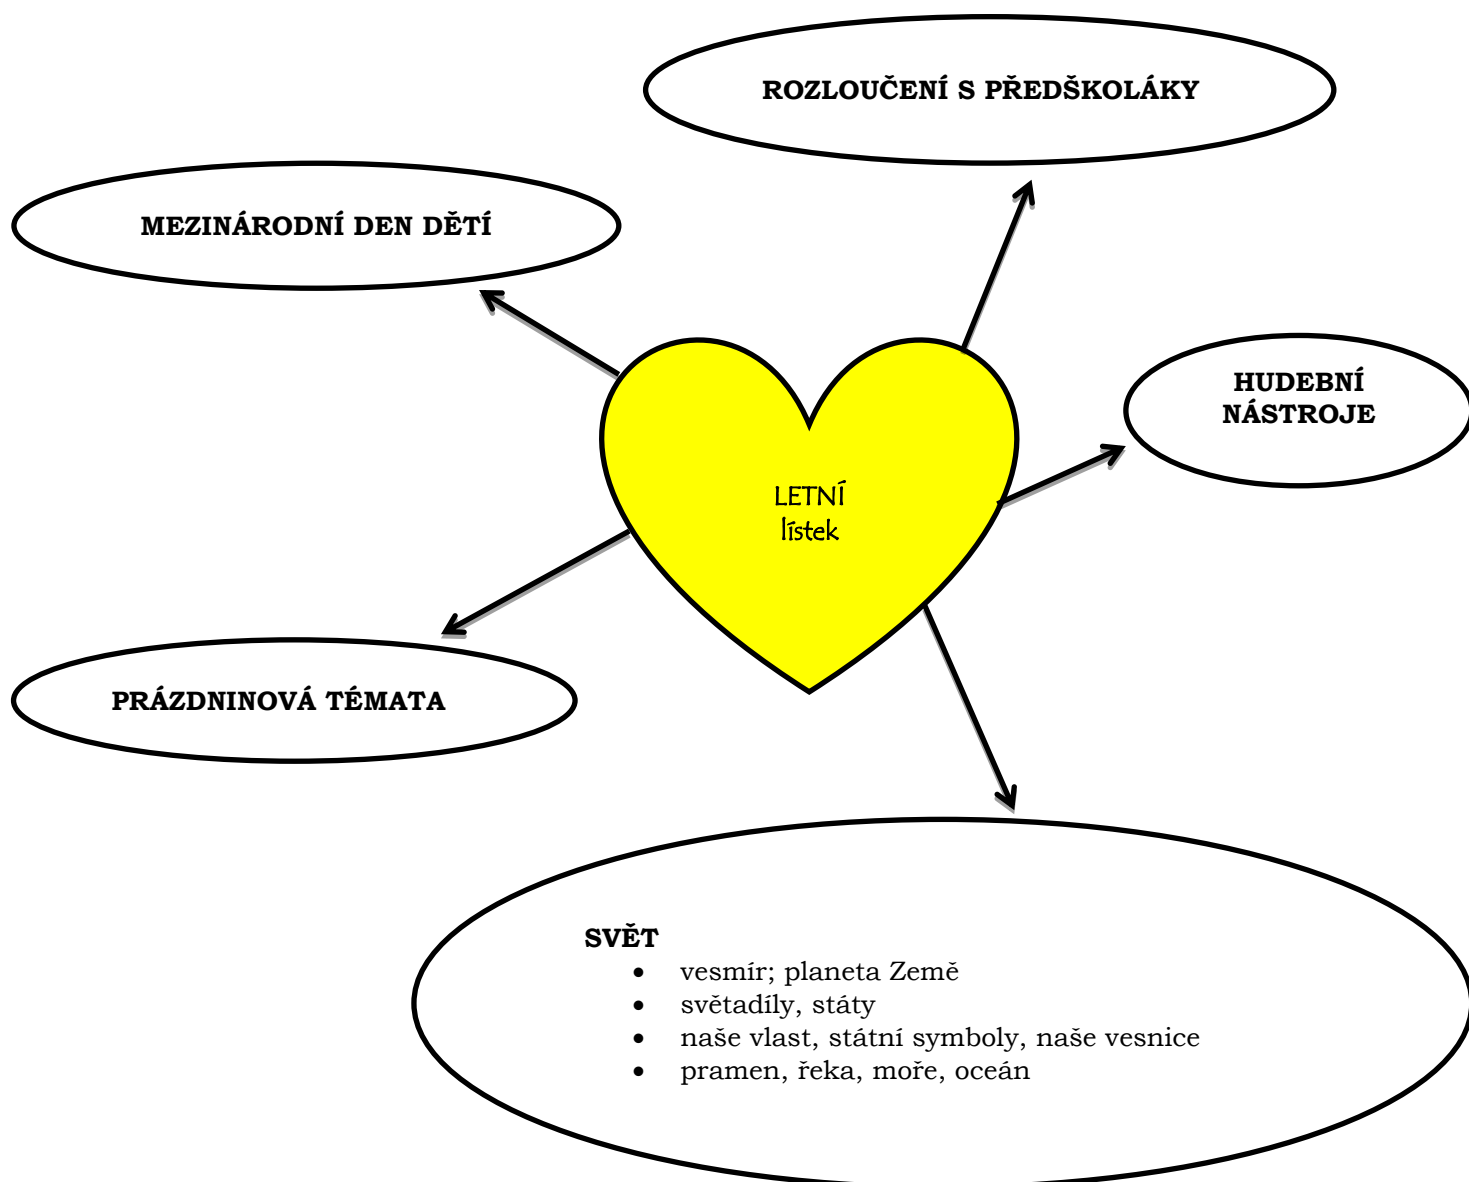 ROZLOUČENÍ S PŘEDŠKOLÁKY
MEZINÁRODNÍ DEN DĚTÍ
HUDEBNÍ
NÁSTROJE
LETNÍ
lístek
PRÁZDNINOVÁ TÉMATA
SVĚT
• vesmír; planeta Země
• světadíly, státy
• naše vlast, státní symboly, naše vesnice
• pramen, řeka, moře, oceán